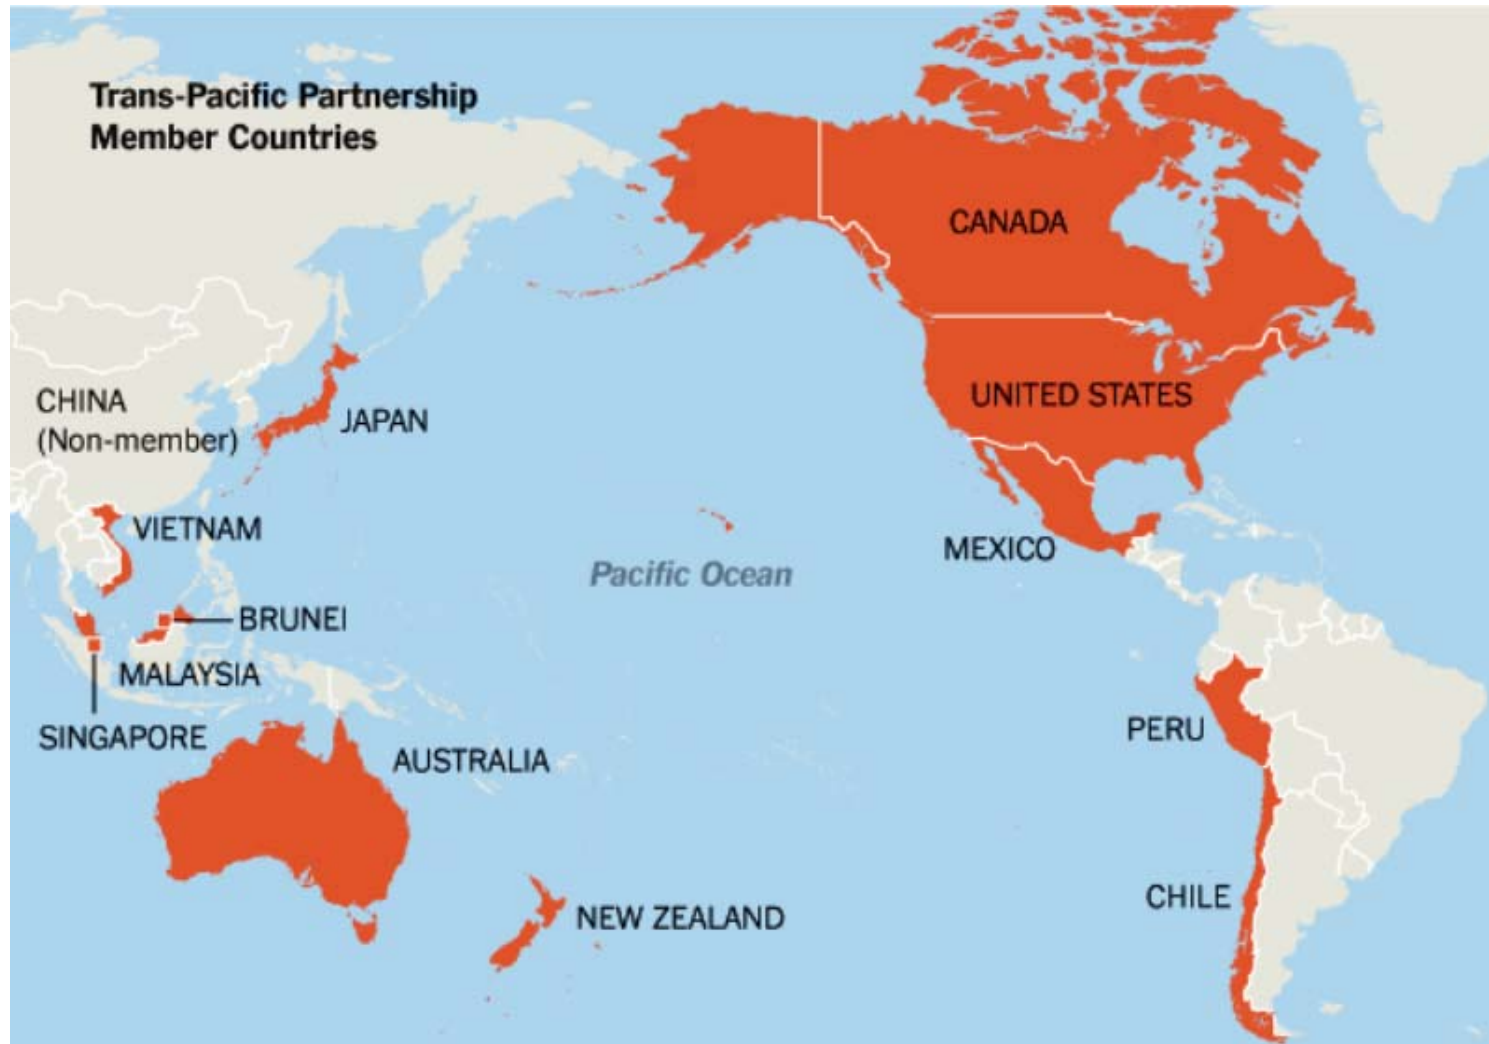 Trans-Pacific Partnership
Member Countries
CANADA
UNITED STATES
CHINA
(Non-member)
JAPAN
VIETNAM
MEXICO
Pacific Ocean
BRUNEI
MALAYSIA
SINGAPORE
PERU
AUSTRALIA
CHILE
NEW ZEALAND